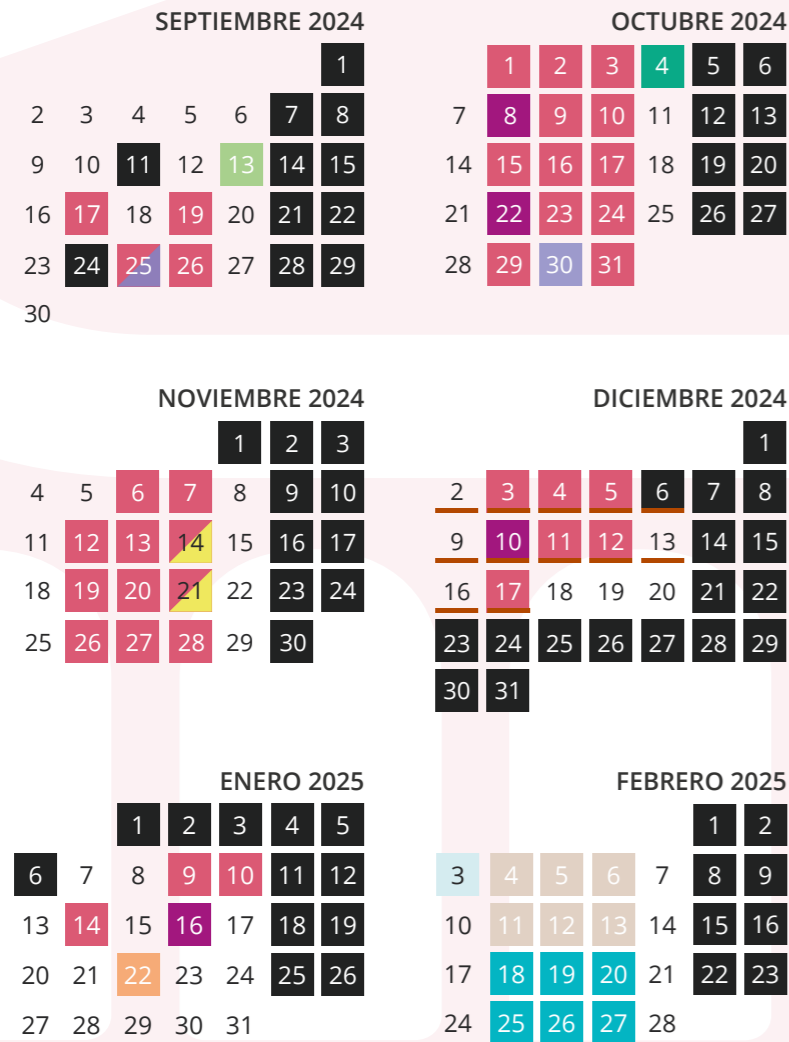 SEPTIEMBRE 2024
1
2 3 4 5 6 7 8
9 10 11 12 13 14 15
16 17 18 19 20 21 22
23 24 25 26 27 28 29
30
OCTUBRE 2024
1 2 3 4 5 6
7 8 9 10 11 12 13
14 15 16 17 18 19 20
21 22 23 24 25 26 27
28 29 30 31
NOVIEMBRE 2024
1 2 3
4 5 6 7 8 9 10
11 12 13 14 15 16 17
18 19 20 21 22 23 24
25 26 27 28 29 30
DICIEMBRE 2024
1
2 3 4 5 6 7 8
9 10 11 12 13 14 15
16 17 18 19 20 21 22
23 24 25 26 27 28 29
30 31
ENERO 2025
1 2 3 4 5
6 7 8 9 10 11 12
13 14 15 16 17 18 19
20 21 22 23 24 25 26
27 28 29 30 31
FEBRERO 2025
1 2
3 4 5 6 7 8 9
10 11 12 13 14 15 16
17 18 19 20 21 22 23
24 25 26 27 28